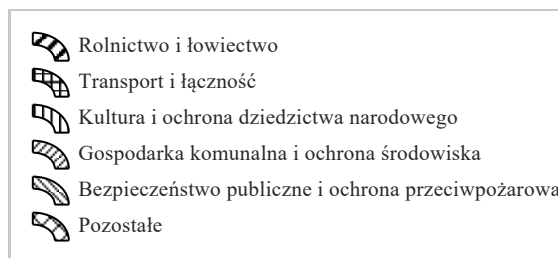 Rolnictwo i łowiectwo
Transport i łączność
Kultura i ochrona dziedzictwa narodowego
Gospodarka komunalna i ochrona środowiska
Bezpieczeństwo publiczne i ochrona przeciwpożarowa
Pozostałe